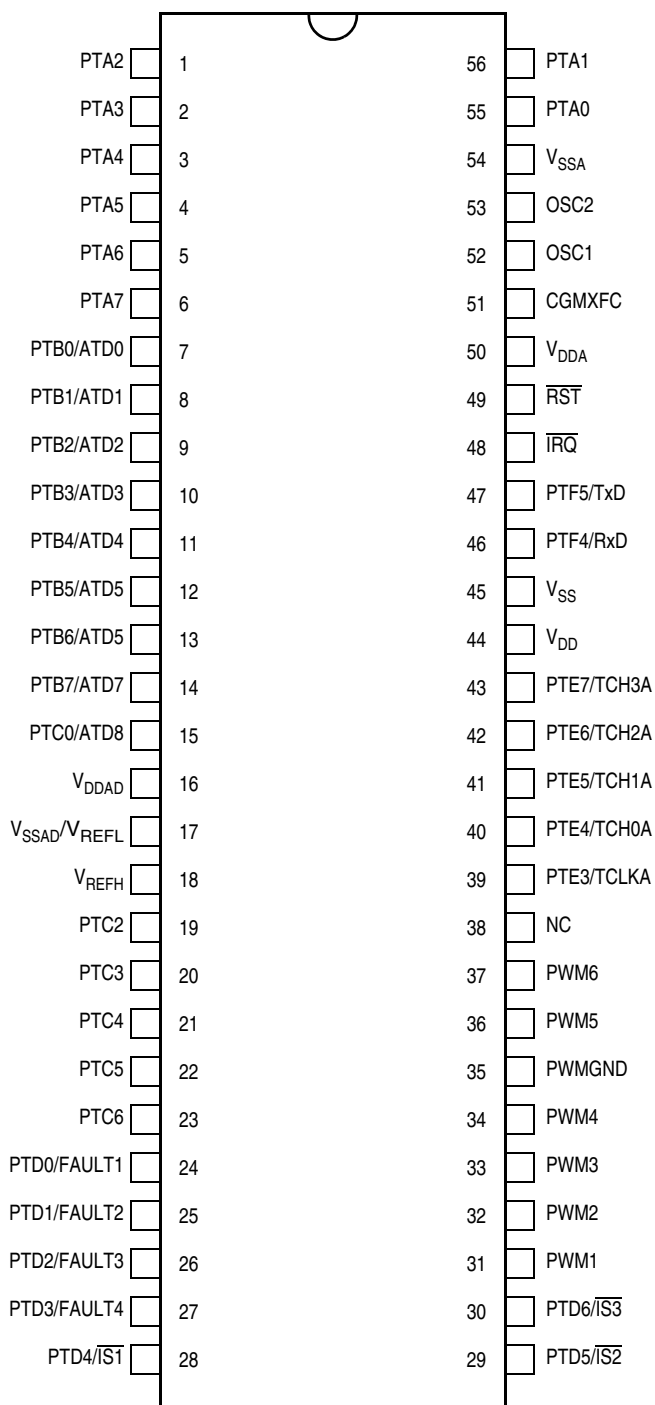 PTA2 1 56 PTA1
PTA3 2 55 PTA0
PTA4 3 54 VSSA
PTA5 4 53 OSC2
PTA6 5 52 OSC1
PTA7 6 51 CGMXFC
PTB0/ATD0 7 50 VDDA
PTB1/ATD1 8 49 R̅S̅T̅
PTB2/ATD2 9 48 I̅R̅Q̅
PTB3/ATD3 10 47 PTF5/TxD
PTB4/ATD4 11 46 PTF4/RxD
PTB5/ATD5 12 45 VSS
PTB6/ATD5 13 44 VDD
PTB7/ATD7 14 43 PTE7/TCH3A
PTC0/ATD8 15 42 PTE6/TCH2A
VDDAD 16 41 PTE5/TCH1A
VSSAD/VREFL 17 40 PTE4/TCH0A
VREFH 18 39 PTE3/TCLKA
PTC2 19 38 NC
PTC3 20 37 PWM6
PTC4 21 36 PWM5
PTC5 22 35 PWMGND
PTC6 23 34 PWM4
PTD0/FAULT1 24 33 PWM3
PTD1/FAULT2 25 32 PWM2
PTD2/FAULT3 26 31 PWM1
PTD3/FAULT4 27 30 PTD6/I̅S̅3̅
PTD4/I̅S̅1̅ 28 29 PTD5/I̅S̅2̅